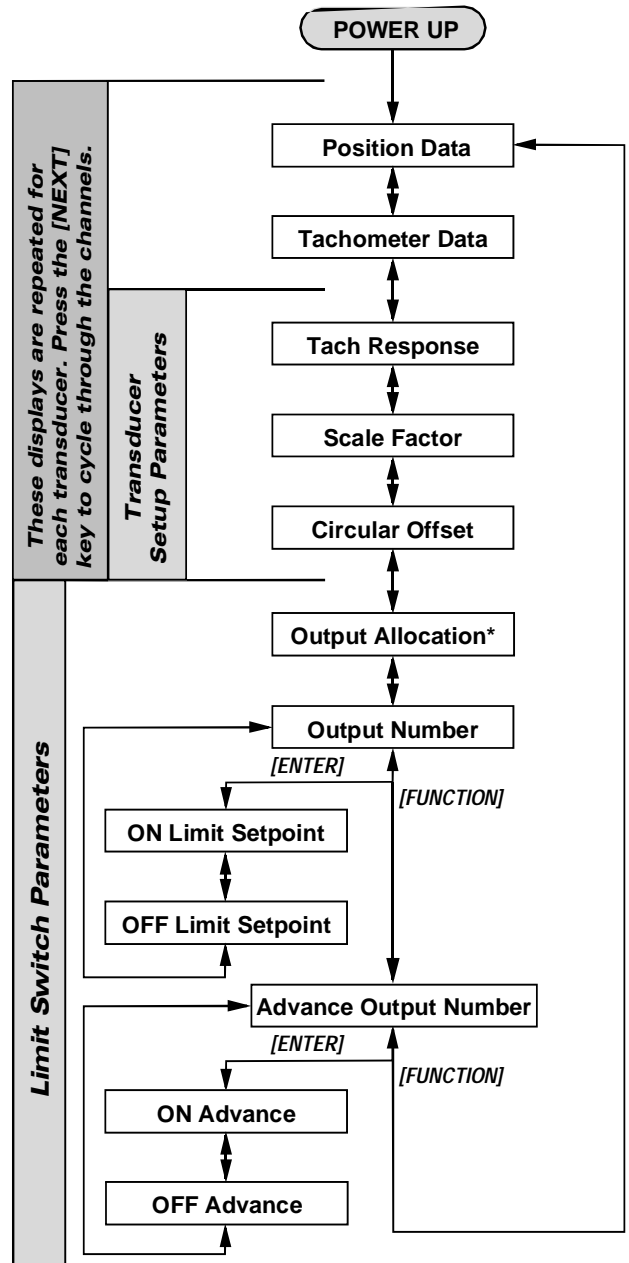 POWER UP
These displays are repeated for
each transducer. Press the [NEXT]
key to cycle through the channels.
Position Data
Tachometer Data
Transducer
Setup Parameters
Tach Response
Scale Factor
Circular Offset
Limit Switch Parameters
Output Allocation*
Output Number
[ENTER]
[FUNCTION]
ON Limit Setpoint
OFF Limit Setpoint
Advance Output Number
[ENTER]
[FUNCTION]
ON Advance
OFF Advance